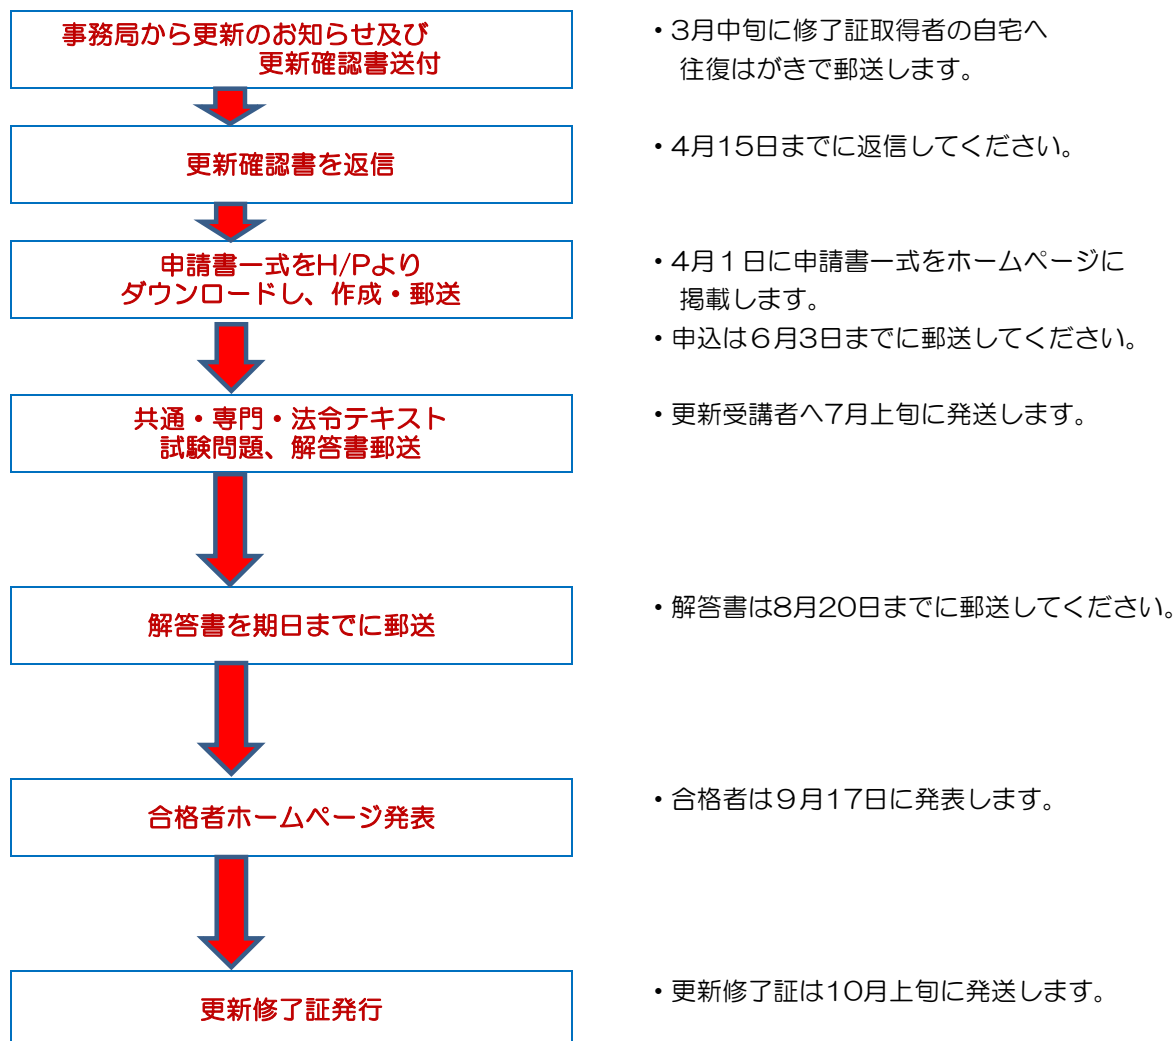 事務局から更新のお知らせ及び
更新確認書送付
・3月中旬に修了証取得者の自宅へ
往復はがきで郵送します。
更新確認書を返信
・4月15日までに返信してください。
申請書一式をH/Pより
ダウンロードし、作成・郵送
・4月１日に申請書一式をホームページに
掲載します。
・申込は６月3日までに郵送してください。
共通・専門・法令テキスト
試験問題、解答書郵送
・更新受講者へ7月上旬に発送します。
解答書を期日までに郵送
・解答書は8月20日までに郵送してください。
合格者ホームページ発表
・合格者は９月17日に発表します。
更新修了証発行
・更新修了証は10月上旬に発送します。